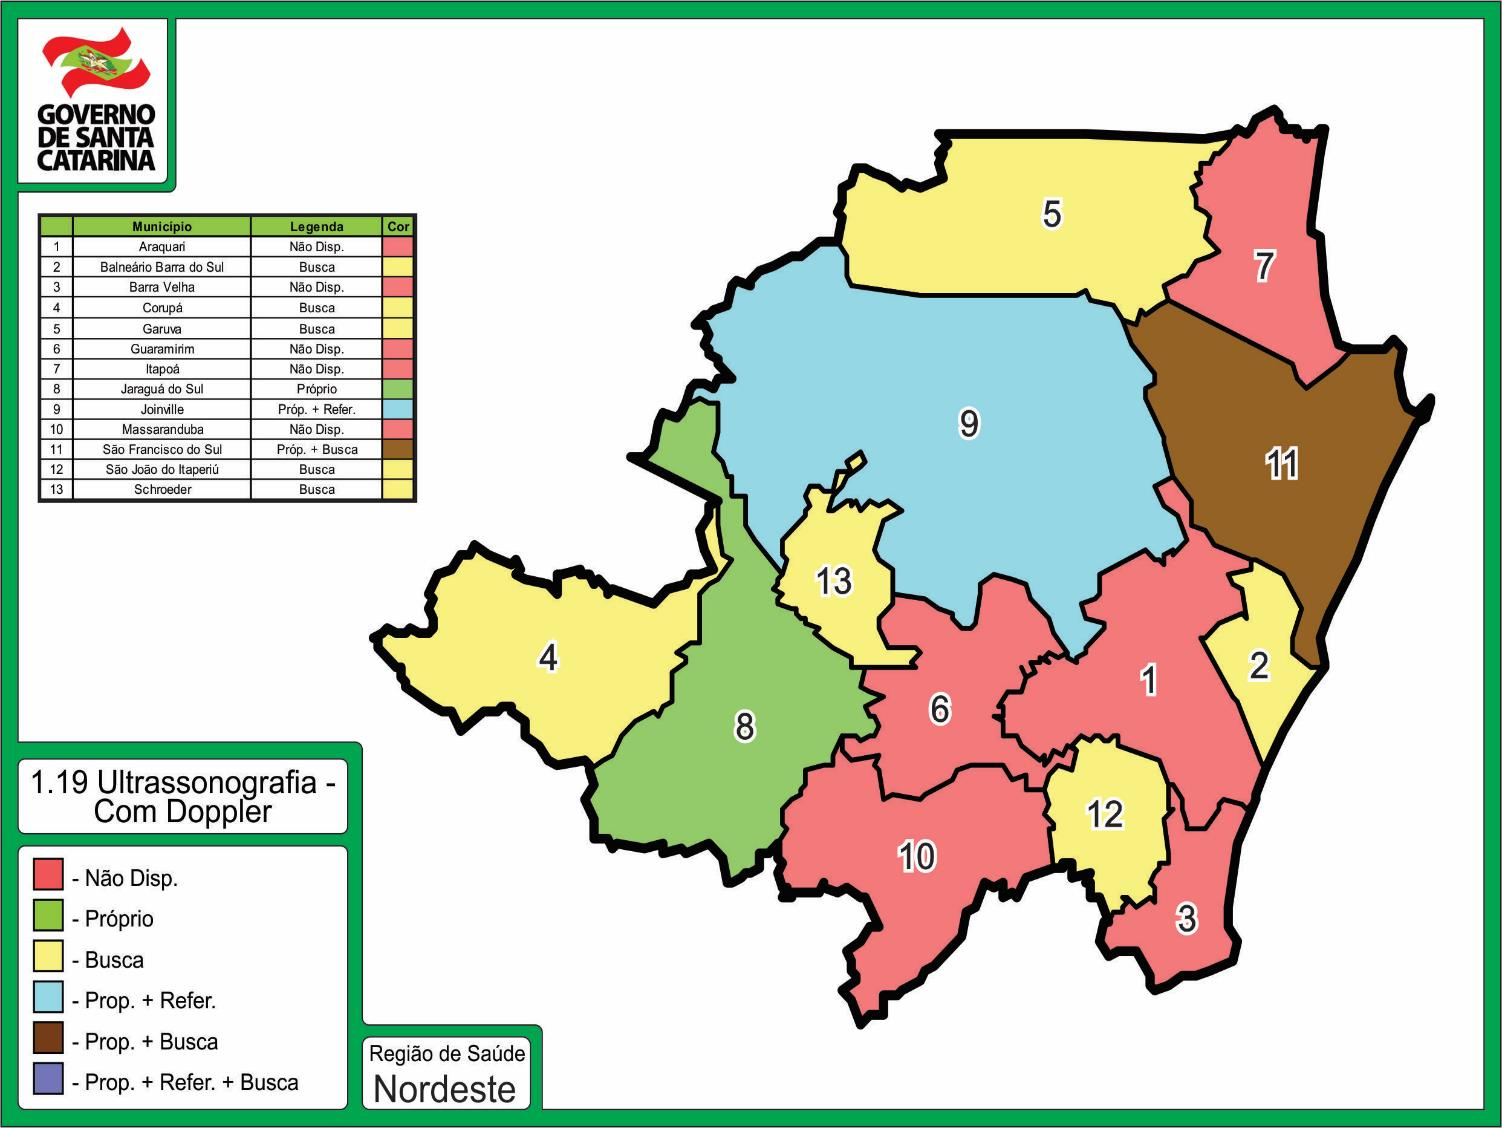 GOVERNO
DE SANTA
CATARINA
Município Legenda Cor
1 Araquari Não Disp.
2 Balneário Barra do Sul Busca
3 Barra Velha Não Disp.
4 Corupá Busca
5 Garuva Busca
6 Guaramirim Não Disp.
7 Itapoá Não Disp.
8 Jaraguá do Sul Próprio
9 Joinville Próp. + Refer.
10 Massaranduba Não Disp.
11 São Francisco do Sul Próp. + Busca
12 São João do Itaperiú Busca
13 Schroeder Busca
5
7
9
11
13
4
2
1
6
8
12
10
3
1.19 Ultrassonografia -
Com Doppler
- Não Disp.
- Próprio
- Busca
- Prop. + Refer.
- Prop. + Busca
- Prop. + Refer. + Busca
Região de Saúde
Nordeste